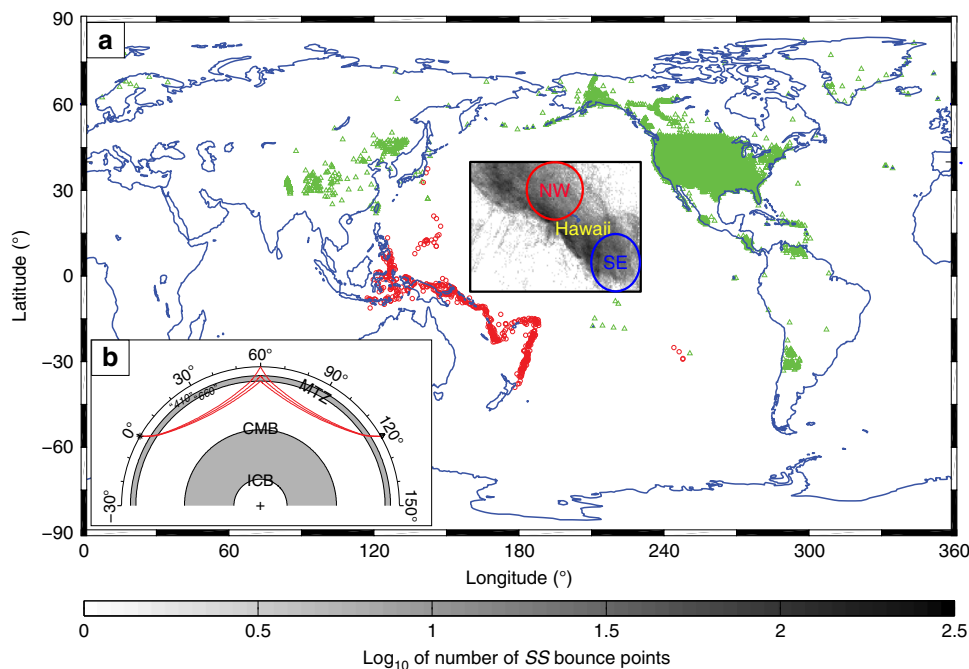 a
90
60
30
0
−30
−60
−90
Latitude (°)
NW
Hawaii
SE
b
−30°
0°
30°
60°
90°
120°
150°
"410"
"660"
MTZ
CMB
ICB
0 60 120 180 240 300 360
Longitude (°)
0 0.5 1 1.5 2 2.5
Log10 of number of SS bounce points